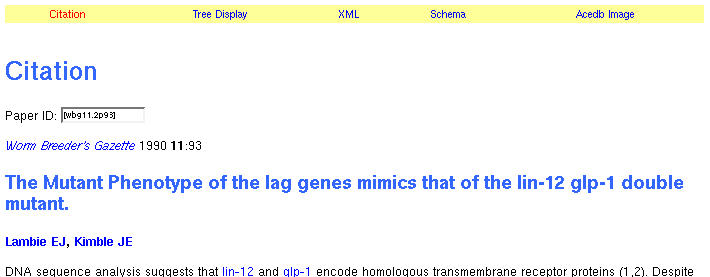 Citation Tree Display XML Schema Acedb Image
Citation
Paper ID: [wbg11.2p93]
Worm Breeder's Gazette 1990 11:93
The Mutant Phenotype of the lag genes mimics that of the lin-12 glp-1 double
mutant.
Lambie EJ, Kimble JE
DNA sequence analysis suggests that lin-12 and glp-1 encode homologous transmembrane receptor proteins (1,2). Despite